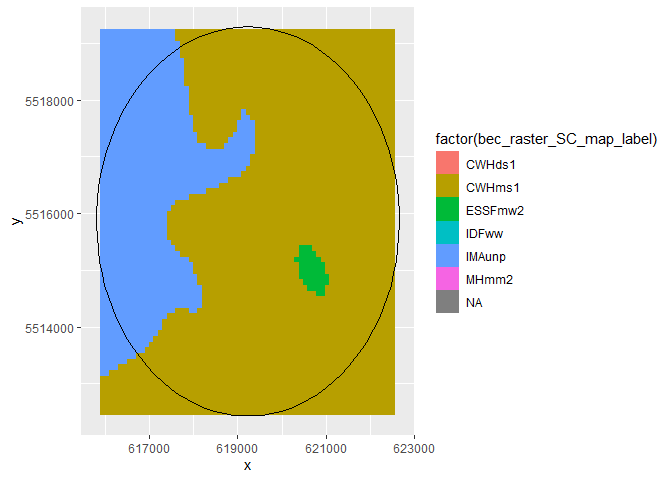 5518000
5516000
5514000
y
617000
619000
621000
623000
x
factor(bec_raster_SC_map_label)
CWHds1
CWHms1
ESSFmw2
IDFww
IMAunp
MHmm2
NA